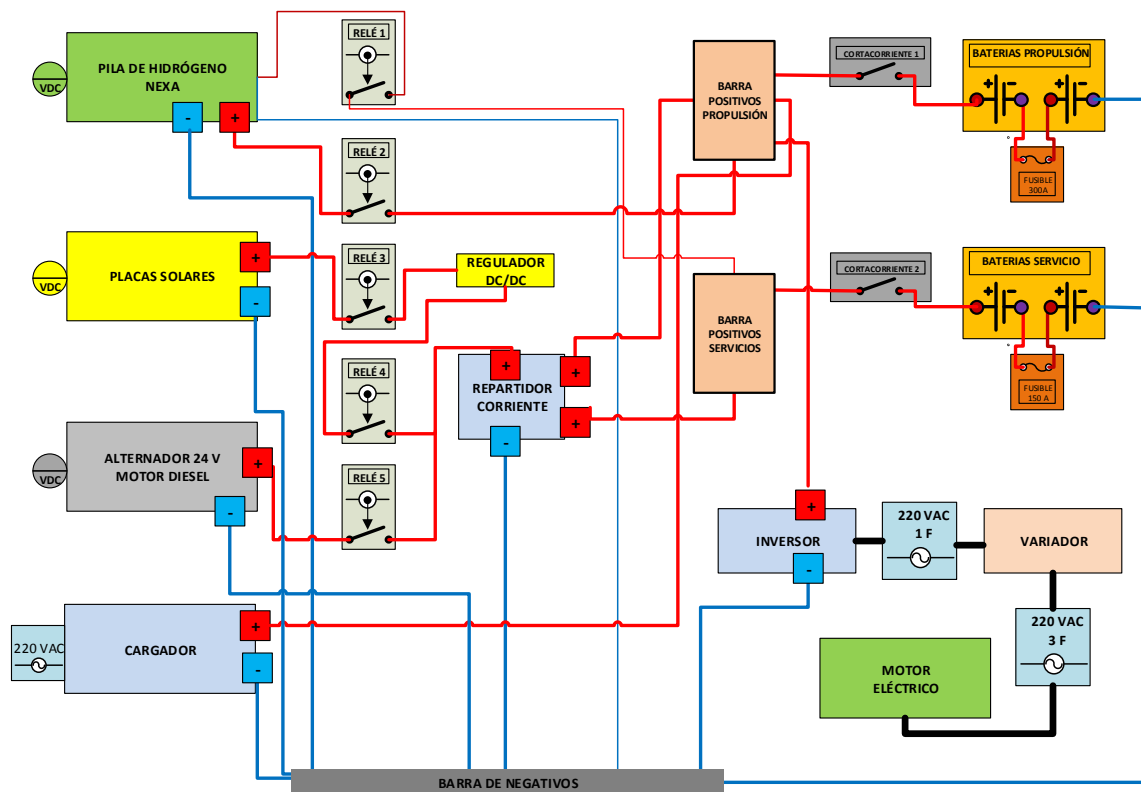 PILA DE HIDRÓGENO
NEXA
VDC
-
+
RELÉ 1
RELÉ 2
BARRA
POSITIVOS
PROPULSIÓN
CORTACORRIENTE 1
BATERIAS PROPULSIÓN
+ - + -
FUSIBLE
300A
PLACAS SOLARES
VDC
+
-
RELÉ 3
REGULADOR
DC/DC
BARRA
POSITIVOS
SERVICIOS
CORTACORRIENTE 2
BATERIAS SERVICIO
+ - + -
FUSIBLE
150 A
RELÉ 4
+
REPARTIDOR
CORRIENTE
+
+
-
ALTERNADOR 24 V
MOTOR DIESEL
VDC
+
-
RELÉ 5
+
INVERSOR
-
220 VAC
1 F
VARIADOR
220 VAC
3 F
MOTOR
ELÉCTRICO
220 VAC
CARGADOR
+
-
BARRA DE NEGATIVOS